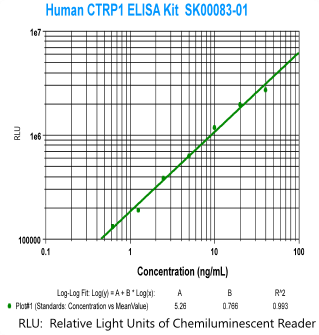 Human CTRP1 ELISA Kit SK00083-01
1e7
1e6
100000
RLU
0.1 1 10 100
Concentration (ng/mL)
Log-Log Fit: Log(y) = A + B * Log(x): A B R^2
Plot#1 (Standards: Concentration vs MeanValue) 5.26 0.766 0.993
RLU: Relative Light Units of Chemiluminescent Reader